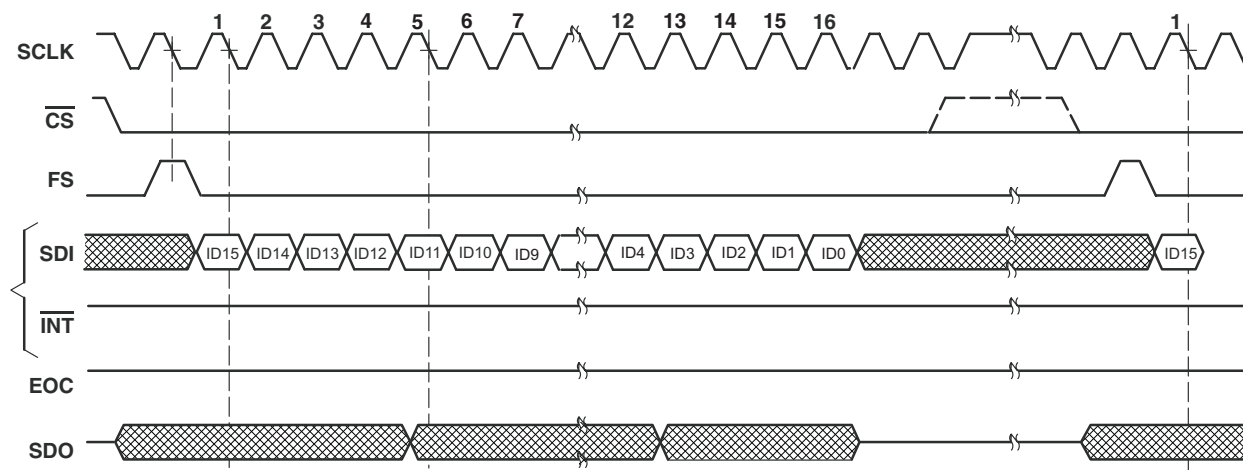 1 2 3 4 5 6 7 12 13 14 15 16 1
SCLK
CS
FS
SDI ID15 ID14 ID13 ID12 ID11 ID10 ID9 ID4 ID3 ID2 ID1 ID0 ID15
INT
EOC
SDO